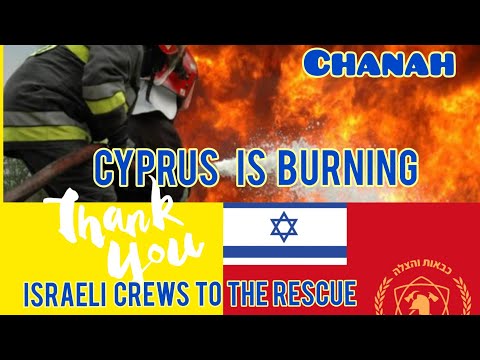 CHANAH
CYPRUS IS BURNING
Thank
You
ISRAELI CREWS TO THE RESCUE
כבאות והצלה